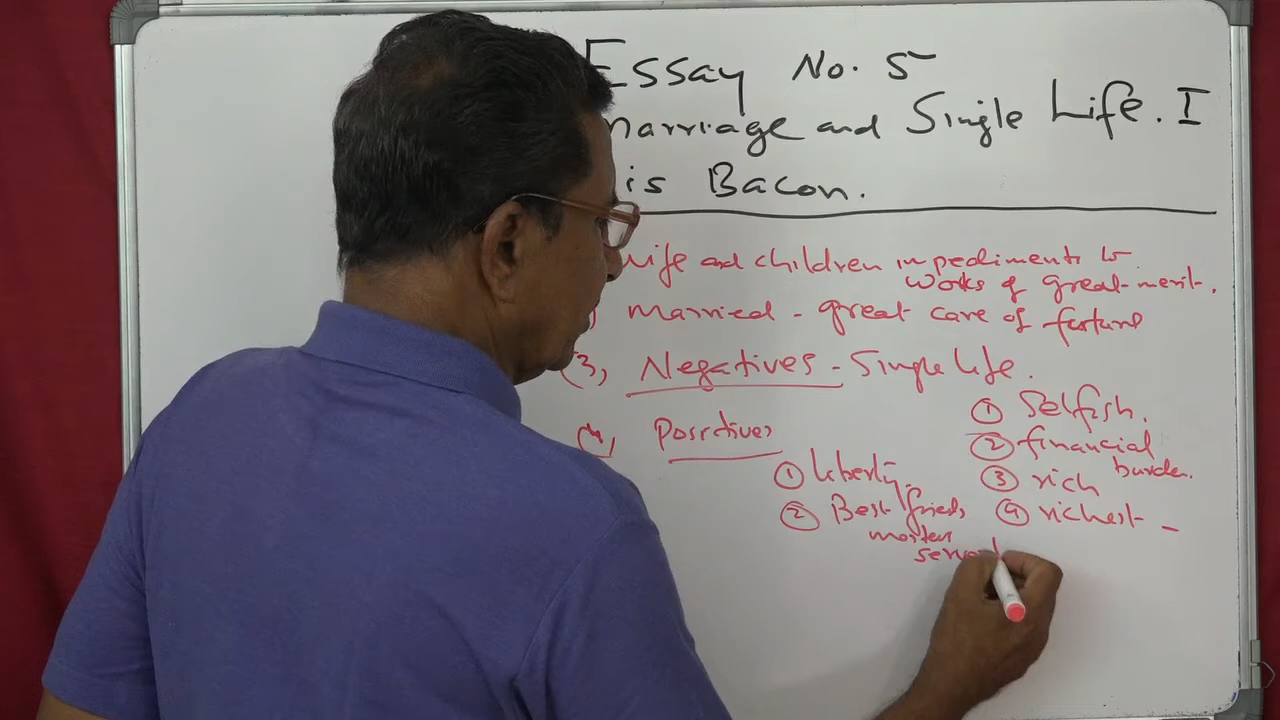 Essay No. 5
Marriage and Single Life. I
is Bacon.
wife and children impediments to
works of great merit.
married - great care of fortune
(3) Negatives - Single life.
① Selfish.
(4) Positives
② financial
burden.
① liberty.
③ rich
② Best friends, ④ richest -
masters
servant